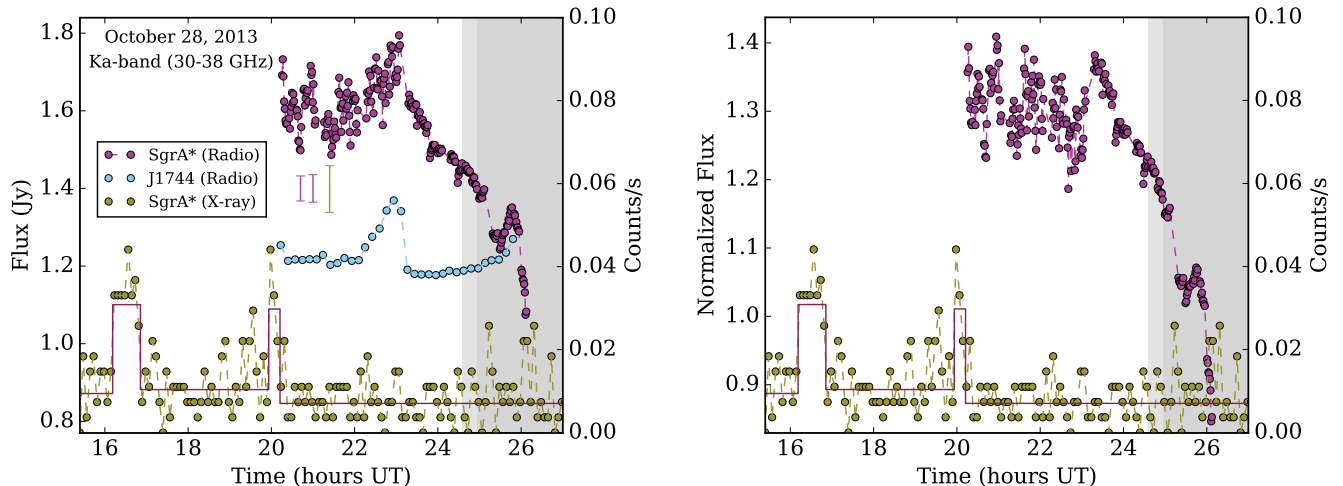 October 28, 2013
Ka-band (30-38 GHz)
SgrA* (Radio)
J1744 (Radio)
SgrA* (X-ray)
Flux (Jy)
1.8
1.6
1.4
1.2
1.0
0.8
0.10
0.08
0.06
0.04
0.02
0.00
Counts/s
16 18 20 22 24 26
Time (hours UT)
Normalized Flux
1.4
1.3
1.2
1.1
1.0
0.9
0.10
0.08
0.06
0.04
0.02
0.00
Counts/s
16 18 20 22 24 26
Time (hours UT)